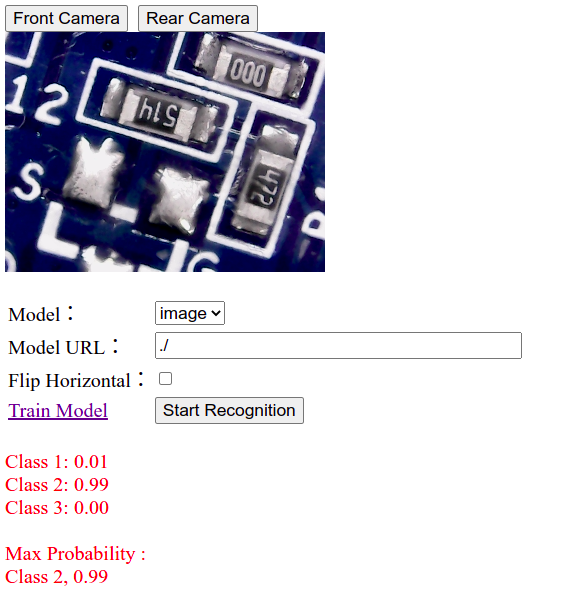 Front Camera Rear Camera
000
12
514
472
S
G
Model：
image
Model URL：
./
Flip Horizontal：
Train Model
Start Recognition
Class 1: 0.01
Class 2: 0.99
Class 3: 0.00
Max Probability :
Class 2, 0.99